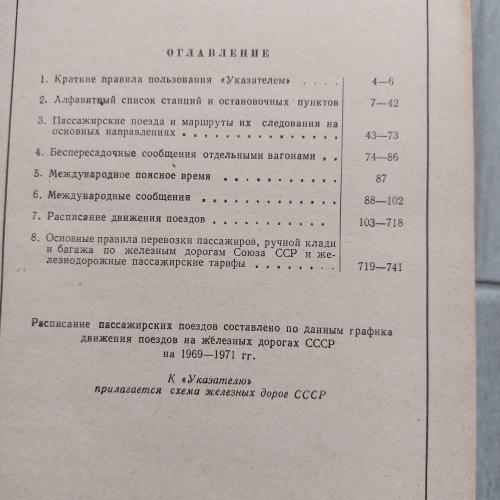 ОГЛАВЛЕНИЕ
1. Краткие правила пользования «Указателем» . . . . 4—6
2. Алфавитный список станций и остановочных пунктов 7—42
3. Пассажирские поезда и маршруты их следования на
основных направлениях . . . . . . . . . . . . . . 43—73
4. Беспересадочные сообщения отдельными вагонами . . 74—86
5. Международное поясное время . . . . . . . . . . 87
6. Международные сообщения . . . . . . . . . . . . 88—102
7. Расписание движения поездов . . . . . . . . . . . 103—718
8. Основные правила перевозки пассажиров, ручной клади
и багажа по железным дорогам Союза ССР и же-
лезнодорожные пассажирские тарифы . . . . . . . . 719—741
Расписание пассажирских поездов составлено по данным графика
движения поездов на железных дорогах СССР
на 1969—1971 гг.
К «Указателю»
прилагается схема железных дорог СССР